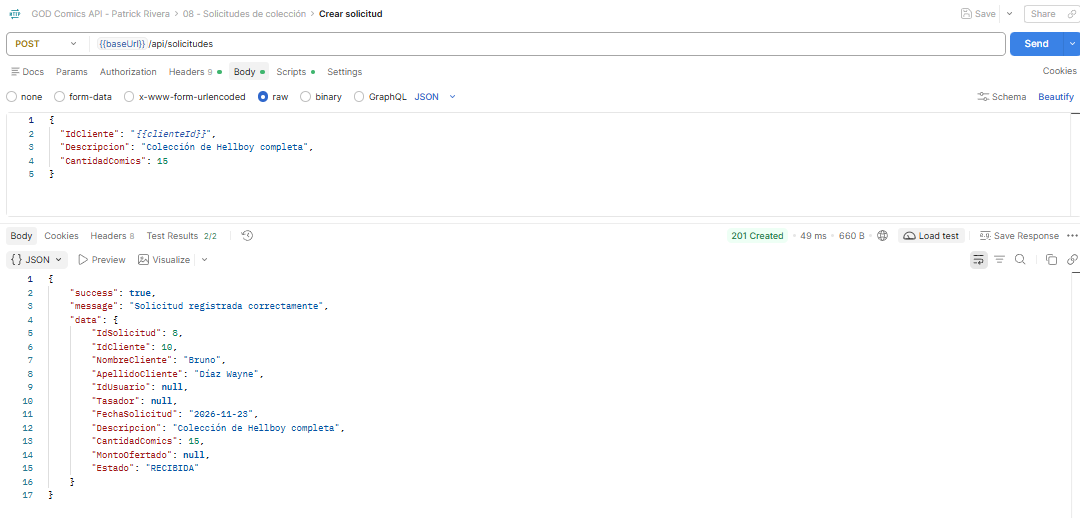 GOD Comics API - Patrick Rivera > 08 - Solicitudes de colección > Crear solicitud Save Share
POST {{baseUrl}} /api/solicitudes Send
Docs Params Authorization Headers 9 Body Scripts Settings Cookies
none form-data x-www-form-urlencoded raw binary GraphQL JSON Schema Beautify
1 {
2 "IdCliente": "{{clienteId}}",
3 "Descripcion": "Colección de Hellboy completa",
4 "CantidadComics": 15
5 }
Body Cookies Headers 8 Test Results 2/2 201 Created • 49 ms • 660 B Load test e.g. Save Response •••
{} JSON Preview Visualize
1 {
2 "success": true,
3 "message": "Solicitud registrada correctamente",
4 "data": {
5 "IdSolicitud": 8,
6 "IdCliente": 10,
7 "NombreCliente": "Bruno",
8 "ApellidoCliente": "Díaz Wayne",
9 "IdUsuario": null,
10 "Tasador": null,
11 "FechaSolicitud": "2026-11-23",
12 "Descripcion": "Colección de Hellboy completa",
13 "CantidadComics": 15,
14 "MontoOfertado": null,
15 "Estado": "RECIBIDA"
16 }
17 }